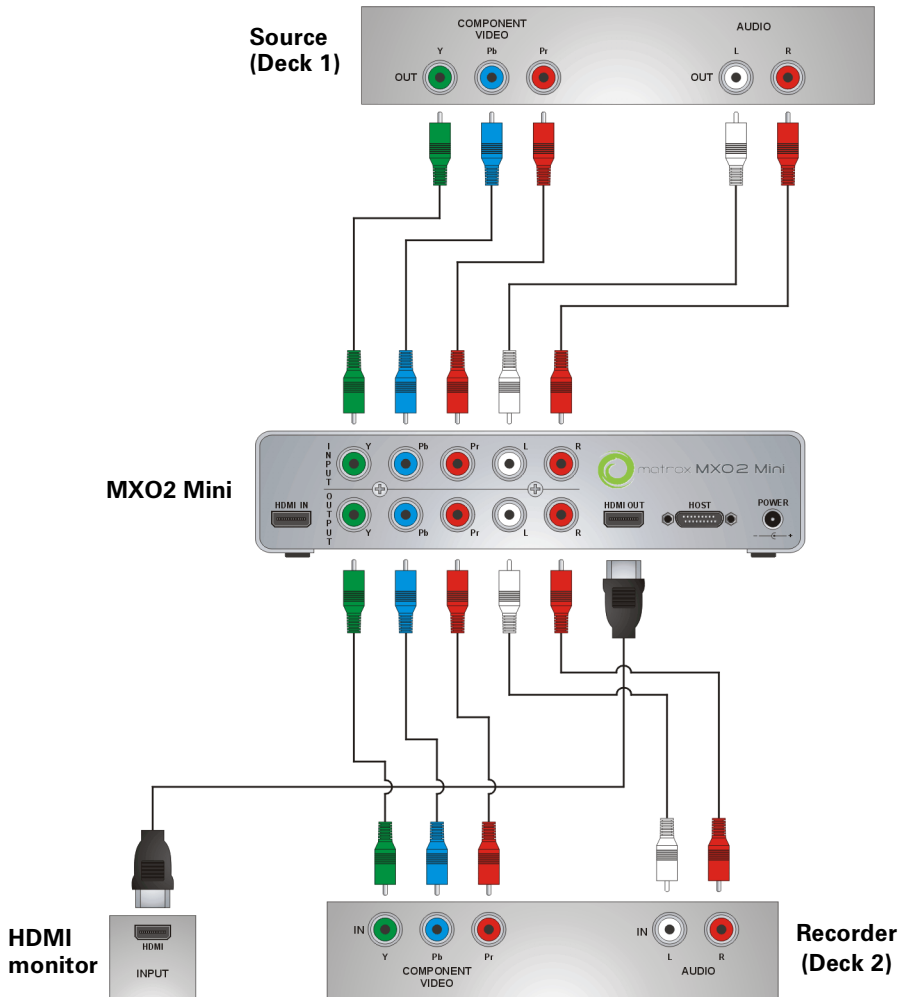 Source
(Deck 1)
COMPONENT
VIDEO
AUDIO
Y Pb Pr L R
OUT OUT
MXO2 Mini
INPUT
Y Pb Pr L R
matrox MXO2 Mini
HDMI IN
OUTPUT
Y Pb Pr L R
HDMI OUT
HOST
POWER
- +
HDMI
monitor
HDMI
INPUT
IN IN
Y Pb Pr L R
COMPONENT
VIDEO
AUDIO
Recorder
(Deck 2)